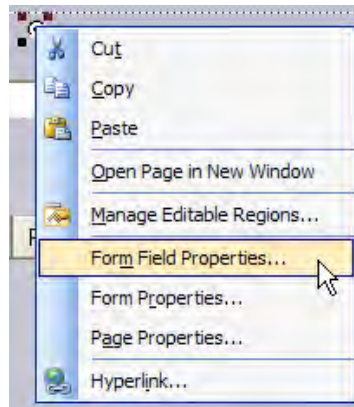 Cut
Copy
Paste
Open Page in New Window
Manage Editable Regions...
Form Field Properties...
Form Properties...
Page Properties...
Hyperlink...